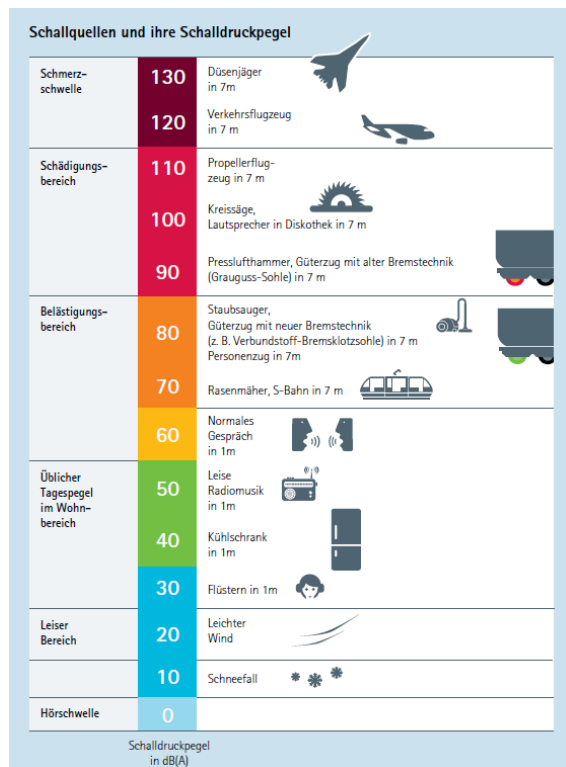 Schallquellen und ihre Schalldruckpegel
Schmerz-
schwelle
130
Düsenjäger
in 7m
120
Verkehrsflugzeug
in 7 m
Schädigungs-
bereich
110
Propellerflug-
zeug in 7 m
100
Kreissäge,
Lautsprecher in Diskothek in 7 m
90
Presslufthammer, Güterzug mit alter Bremstechnik
(Grauguss-Sohle) in 7 m
Belästigungs-
bereich
80
Staubsauger,
Güterzug mit neuer Bremstechnik
(z. B. Verbundstoff-Bremsklotzsohle) in 7 m
Personenzug in 7m
70
Rasenmäher, S-Bahn in 7 m
60
Normales
Gespräch
in 1m
Üblicher
Tagespegel
im Wohn-
bereich
50
Leise
Radiomusik
in 1m
40
Kühlschrank
in 1m
30
Flüstern in 1m
Leiser
Bereich
20
Leichter
Wind
10
Schneefall
Hörschwelle
0
Schalldruckpegel
in dB(A)